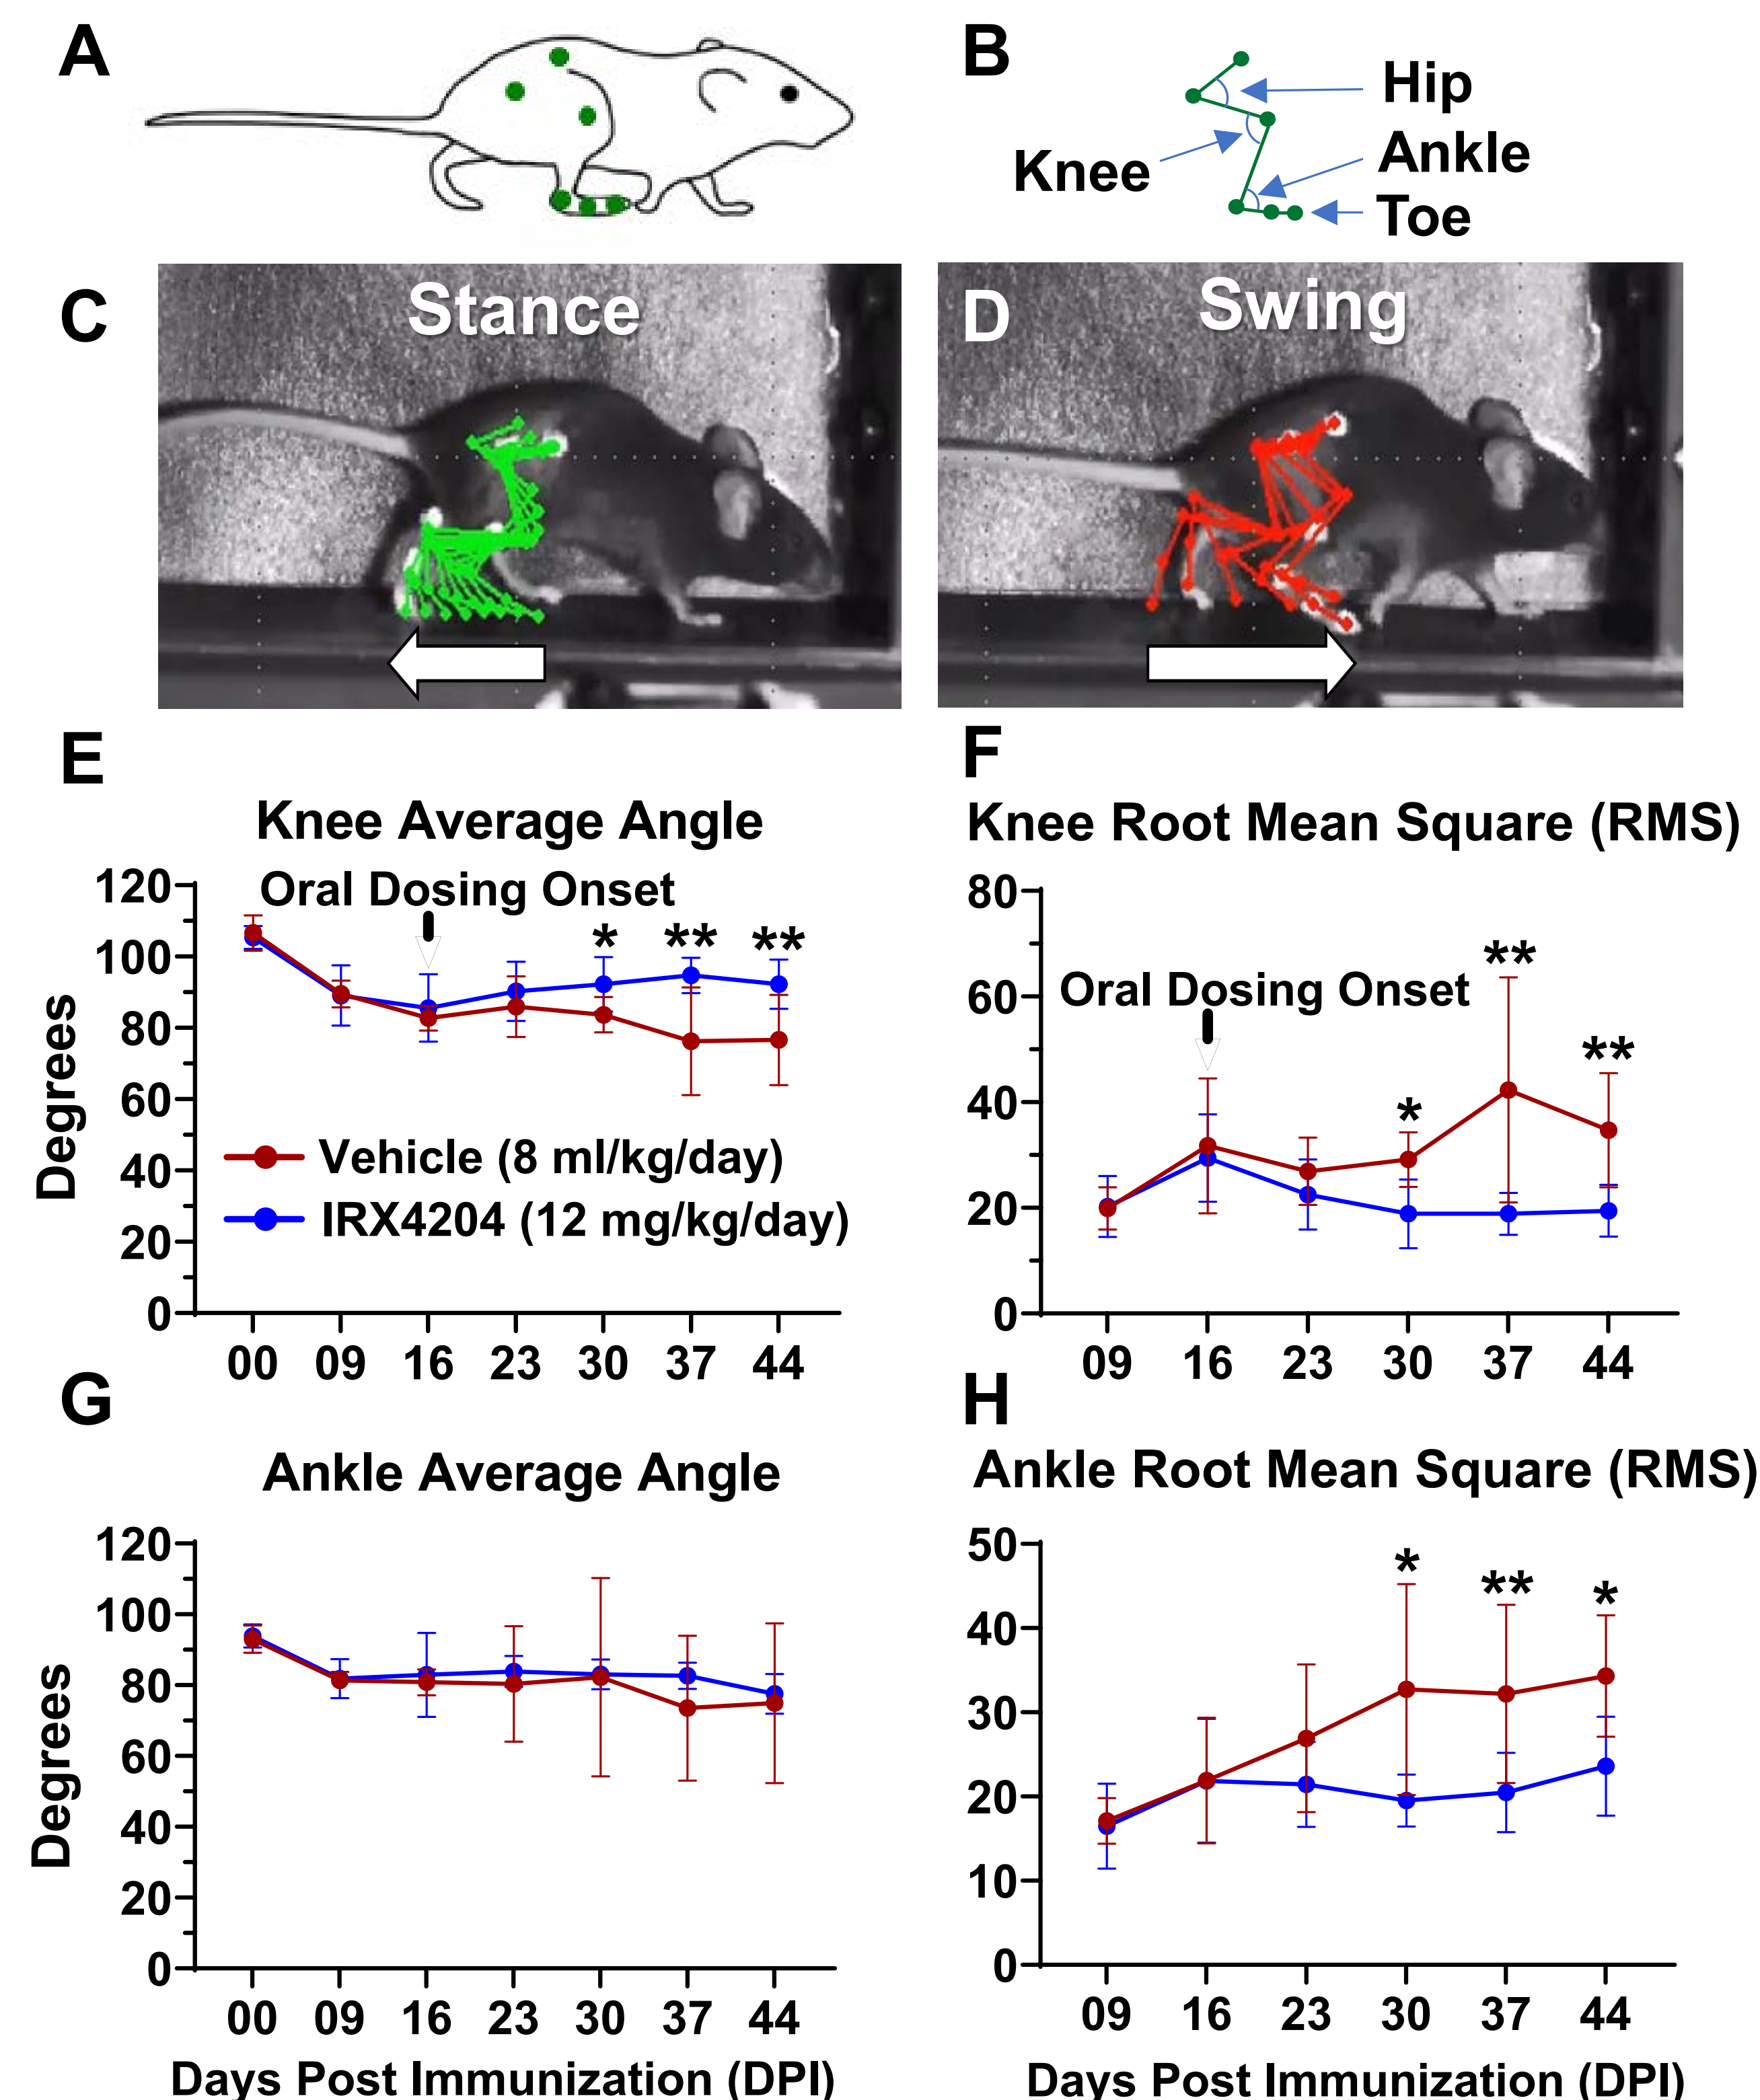 A
B
Hip
Knee
Ankle
Toe
C
Stance
D
Swing
E
Knee Average Angle
Oral Dosing Onset
* ** **
120
100
80
60
40
20
0
Degrees
Vehicle (8 ml/kg/day)
IRX4204 (12 mg/kg/day)
00 09 16 23 30 37 44
F
Knee Root Mean Square (RMS)
80
60
40
20
0
Oral Dosing Onset
* ** **
09 16 23 30 37 44
G
Ankle Average Angle
120
100
80
60
40
20
0
Degrees
00 09 16 23 30 37 44
Days Post Immunization (DPI)
H
Ankle Root Mean Square (RMS)
50
40
30
20
10
0
* ** *
09 16 23 30 37 44
Days Post Immunization (DPI)